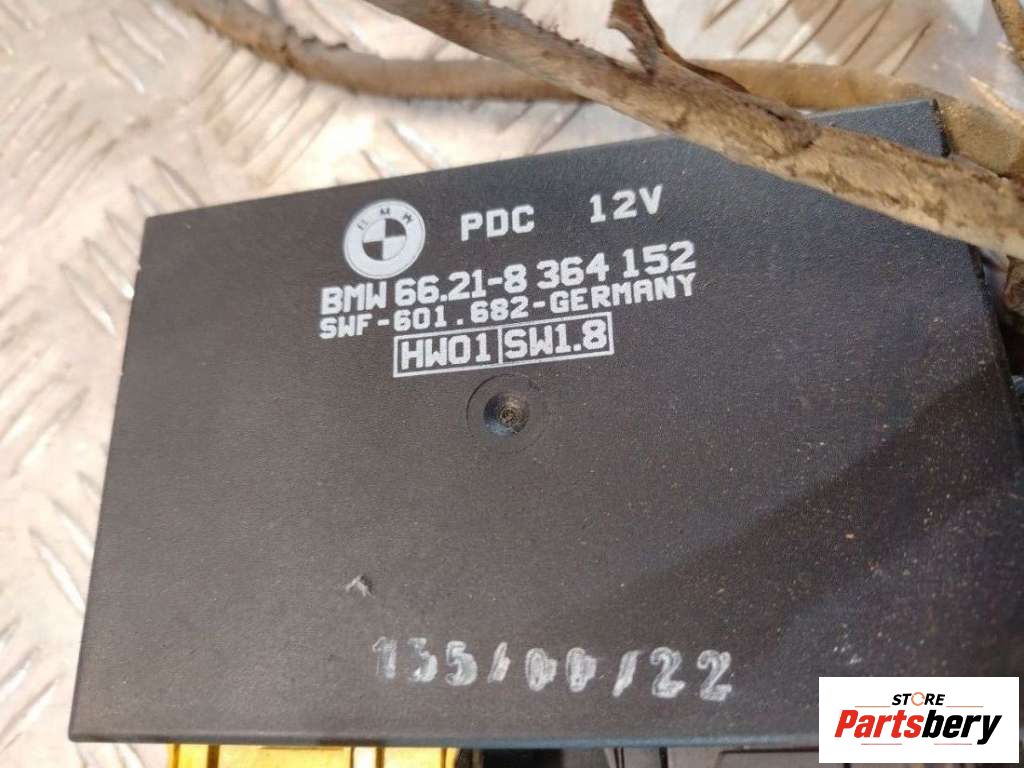 BMW
PDC 12V
BMW 66.21-8 364 152
SWF-601.682-GERMANY
HW01 SW1.8
135/00/22
STORE
Partsbery